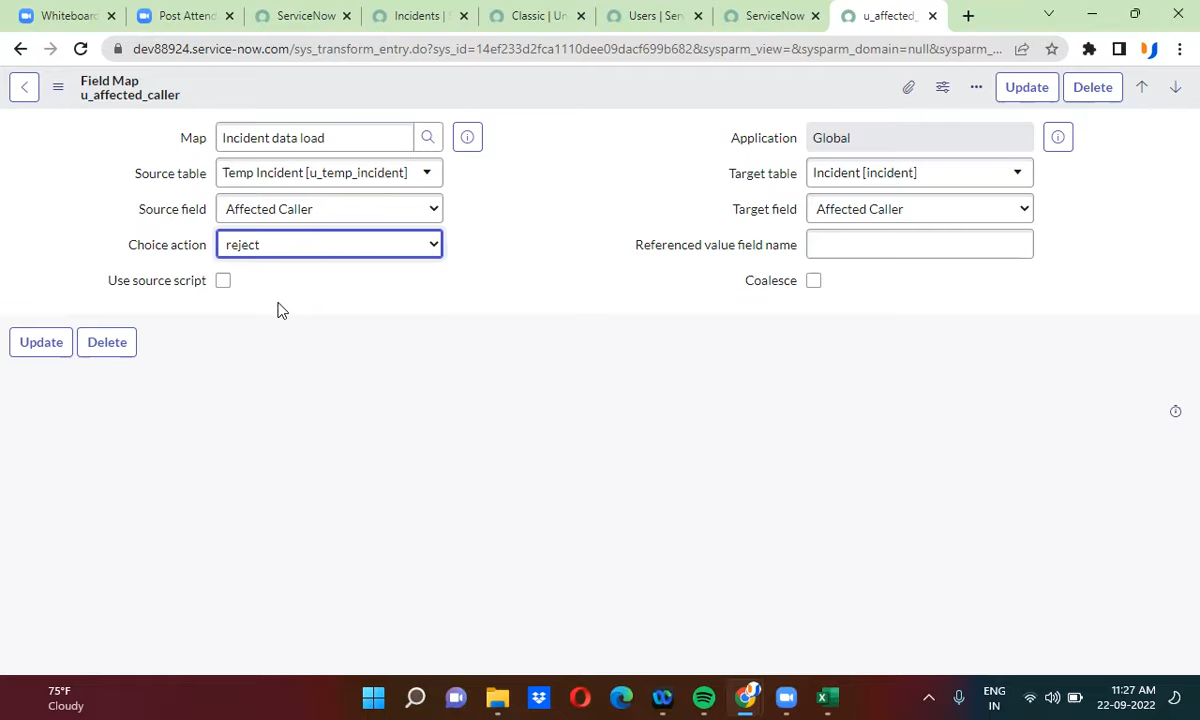 Whiteboard
Post Attend
ServiceNow
Incidents |
Classic | Un
Users | Ser
ServiceNow
u_affected_
dev88924.service-now.com/sys_transform_entry.do?sys_id=14ef233d2fca1110dee09dacf699b682&sysparm_view=&sysparm_domain=null&sysparm_...
Field Map
u_affected_caller
Update
Delete
Map
Incident data load
Application
Global
Source table
Temp Incident [u_temp_incident]
Target table
Incident [incident]
Source field
Affected Caller
Target field
Affected Caller
Choice action
reject
Referenced value field name
Use source script
Coalesce
Update
Delete
75°F
Cloudy
ENG
IN
11:27 AM
22-09-2022